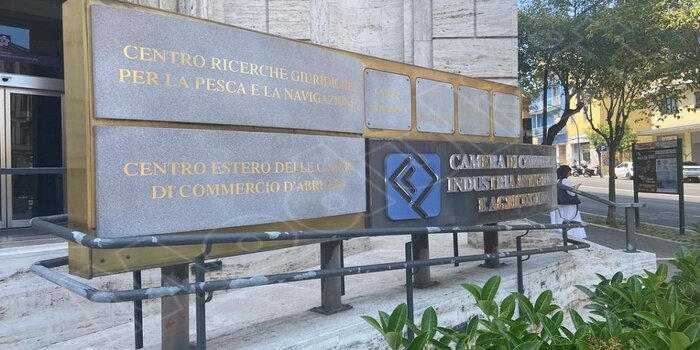 CENTRO RICERCHE GIURIDICHE
PER LA PESCA E LA NAVIGAZIONE
CENTRO ESTERO DELLE CAMERE
DI COMMERCIO D'ABRUZZO
CAMERA DI COMMERCIO
INDUSTRIA ARTIGIANATO
E AGRICOLTURA